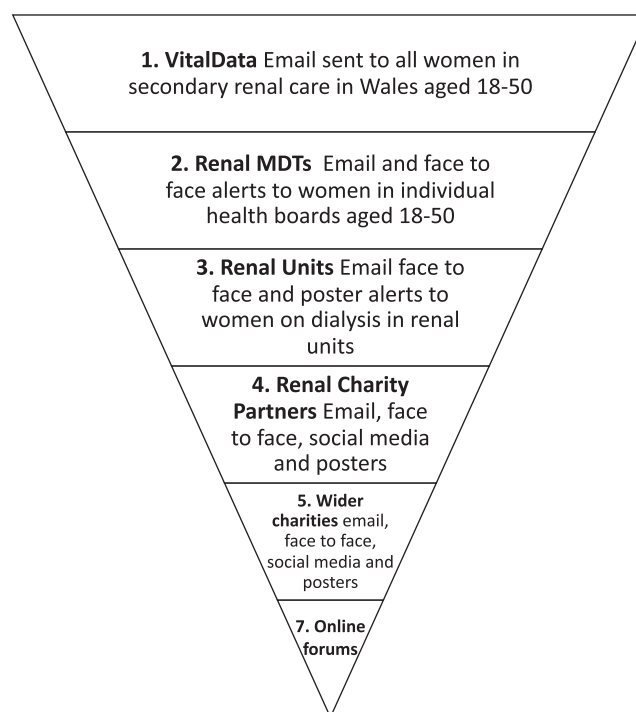 1. VitalData Email sent to all women in
secondary renal care in Wales aged 18-50
2. Renal MDTs  Email and face to
face alerts to women in individual
health boards aged 18-50
3. Renal Units Email face to
face and poster alerts to
women on dialysis in renal
units
4. Renal Charity
Partners Email, face
to face, social media
and posters
5. Wider
charities email,
face to face,
social media and
posters
7. Online
forums